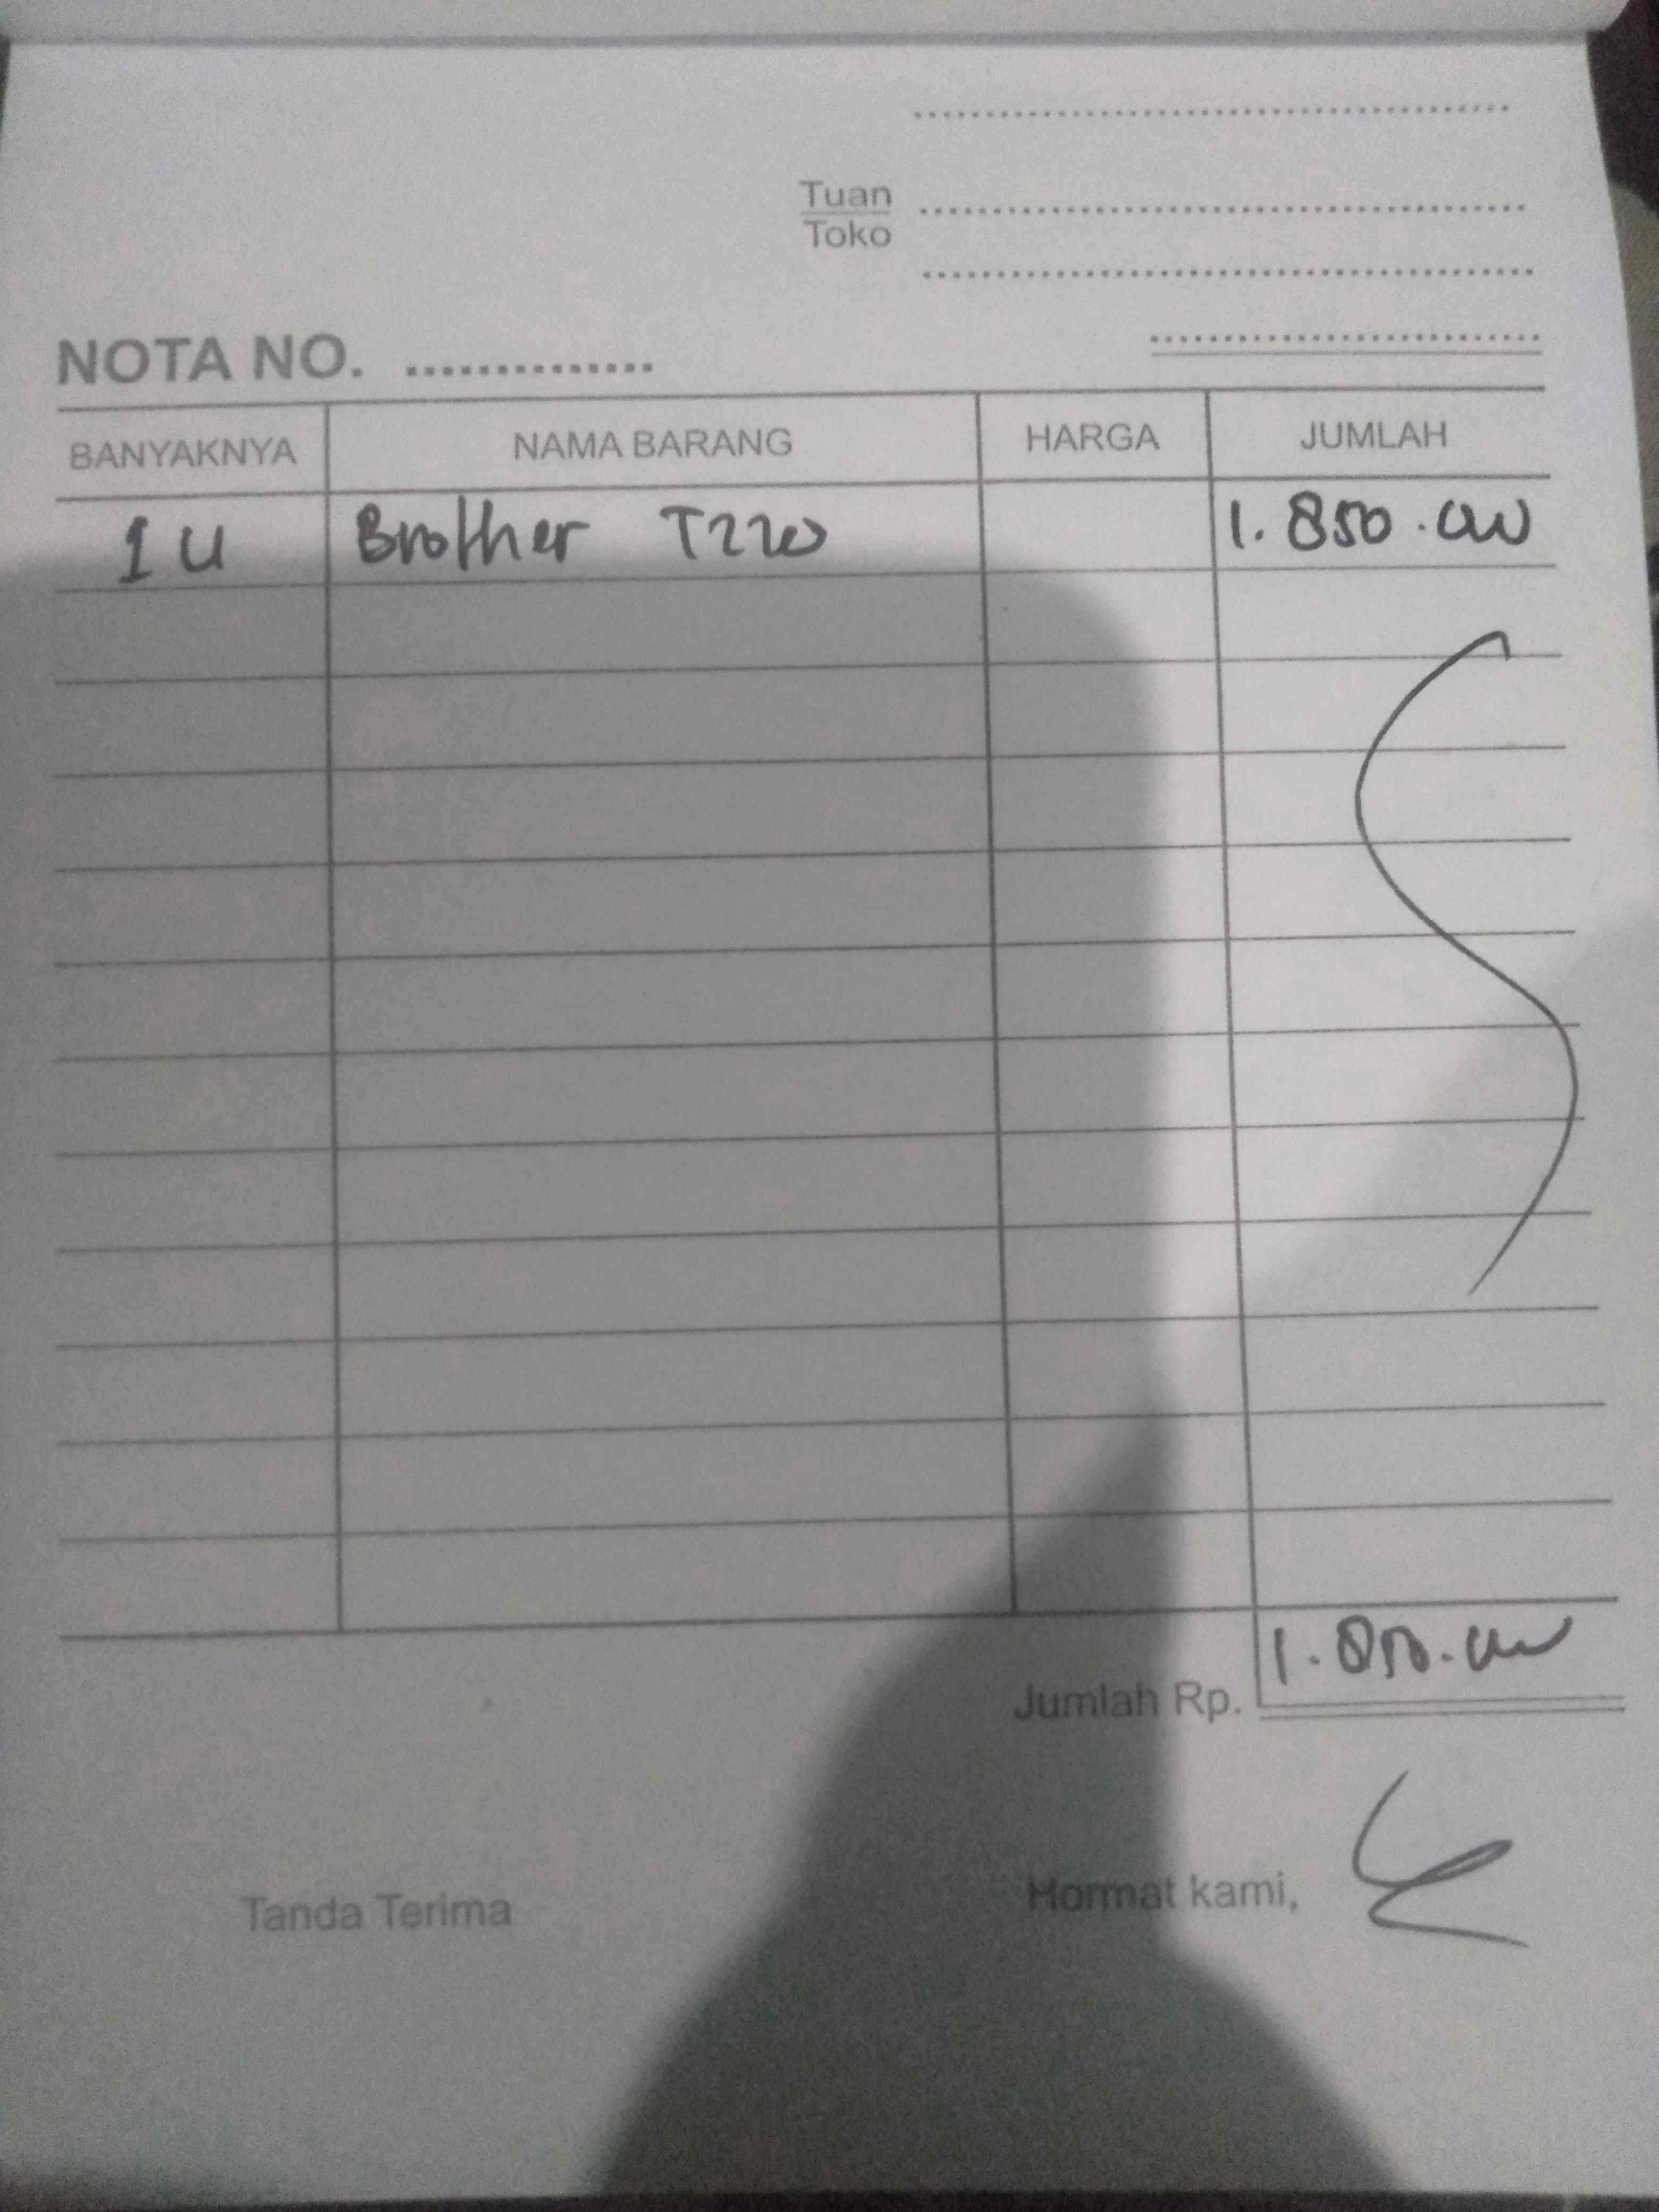 Tuan
Toko
NOTA NO. ..............
BANYAKNYA NAMA BARANG HARGA JUMLAH
1 U Brother T220 1.850.000
Jumlah Rp. 1.850.000
Tanda Terima Hormat kami,